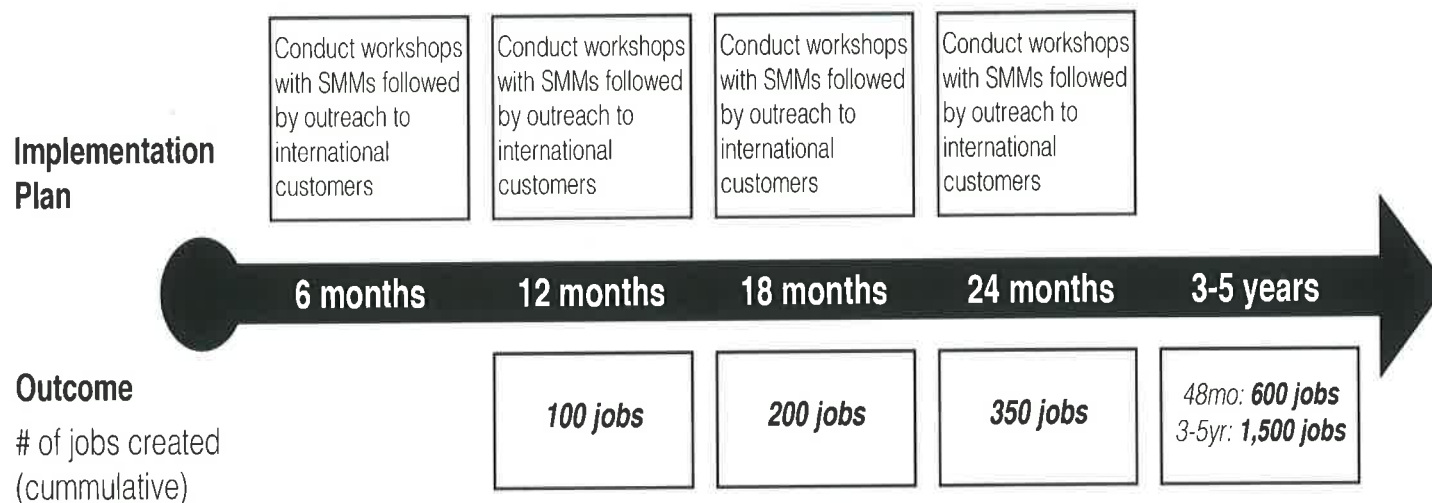 Implementation
Plan
Conduct workshops
with SMMs followed
by outreach to
international
customers
Conduct workshops
with SMMs followed
by outreach to
international
customers
Conduct workshops
with SMMs followed
by outreach to
international
customers
Conduct workshops
with SMMs followed
by outreach to
international
customers
6 months
12 months
18 months
24 months
3-5 years
Outcome
# of jobs created
(cummulative)
100 jobs
200 jobs
350 jobs
48mo: 600 jobs
3-5yr: 1,500 jobs